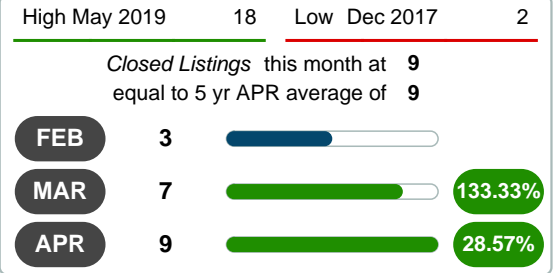 High May 2019 18 Low Dec 2017 2
Closed Listings this month at 9
equal to 5 yr APR average of 9
FEB 3
MAR 7 133.33%
APR 9 28.57%